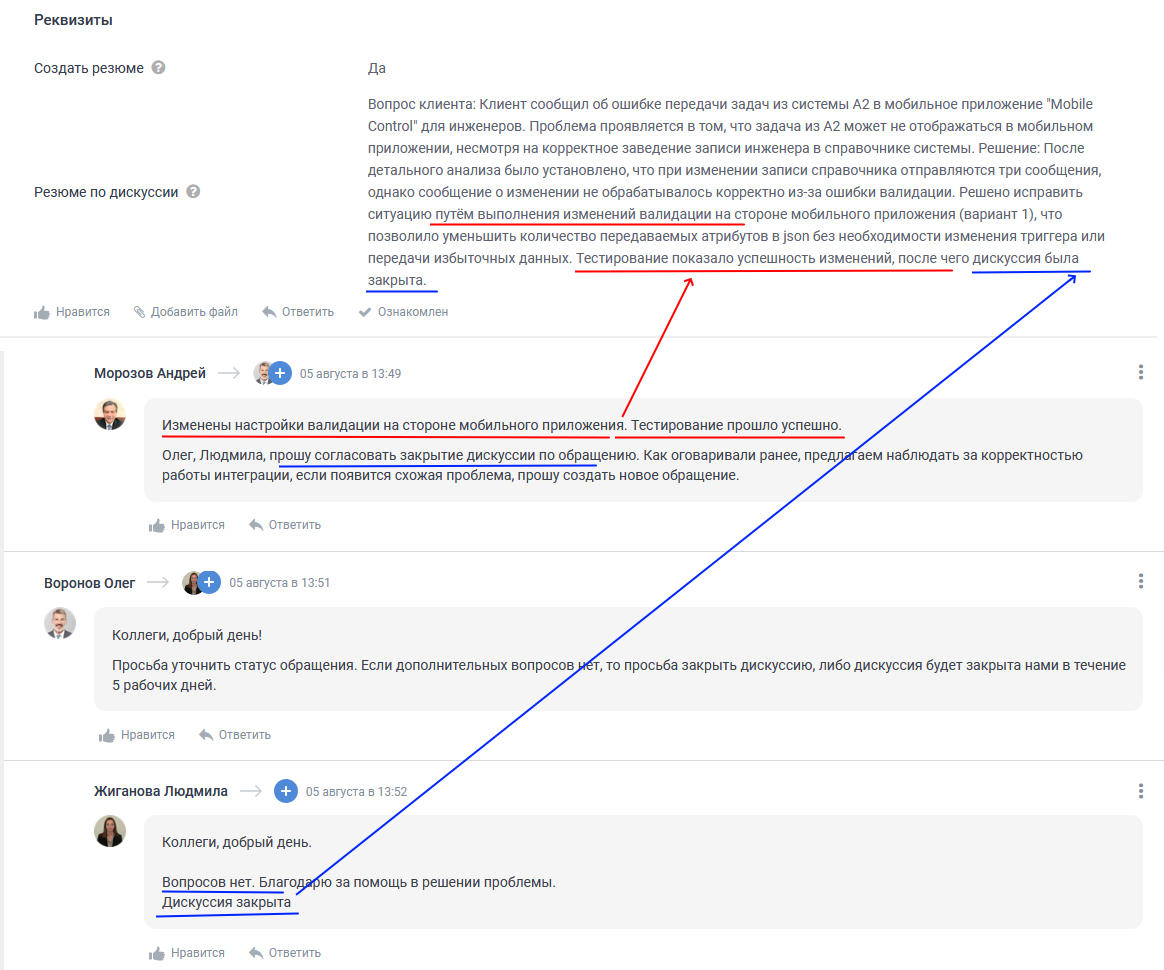 Реквизиты
Создать резюме ?
Да
Вопрос клиента: Клиент сообщил об ошибке передачи задач из системы А2 в мобильное приложение "Mobile
Control" для инженеров. Проблема проявляется в том, что задача из А2 может не отображаться в мобильном
приложении, несмотря на корректное заведение записи инженера в справочнике системы. Решение: После
детального анализа было установлено, что при изменении записи справочника отправляются три сообщения,
Резюме по дискуссии ?
однако сообщение о изменении не обрабатывалось корректно из-за ошибки валидации. Решено исправить
ситуацию путём выполнения изменений валидации на стороне мобильного приложения (вариант 1), что
позволило уменьшить количество передаваемых атрибутов в json без необходимости изменения триггера или
передачи избыточных данных. Тестирование показало успешность изменений, после чего дискуссия была
закрыта.
Нравится Добавить файл Ответить Ознакомлен
Морозов Андрей 05 августа в 13:49
Изменены настройки валидации на стороне мобильного приложения. Тестирование прошло успешно.
Олег, Людмила, прошу согласовать закрытие дискуссии по обращению. Как оговаривали ранее, предлагаем наблюдать за корректностью
работы интеграции, если появится схожая проблема, прошу создать новое обращение.
Нравится Ответить
Воронов Олег 05 августа в 13:51
Коллеги, добрый день!
Просьба уточнить статус обращения. Если дополнительных вопросов нет, то просьба закрыть дискуссию, либо дискуссия будет закрыта нами в течение
5 рабочих дней.
Нравится Ответить
Жиганова Людмила 05 августа в 13:52
Коллеги, добрый день.
Вопросов нет. Благодарю за помощь в решении проблемы.
Дискуссия закрыта
Нравится Ответить